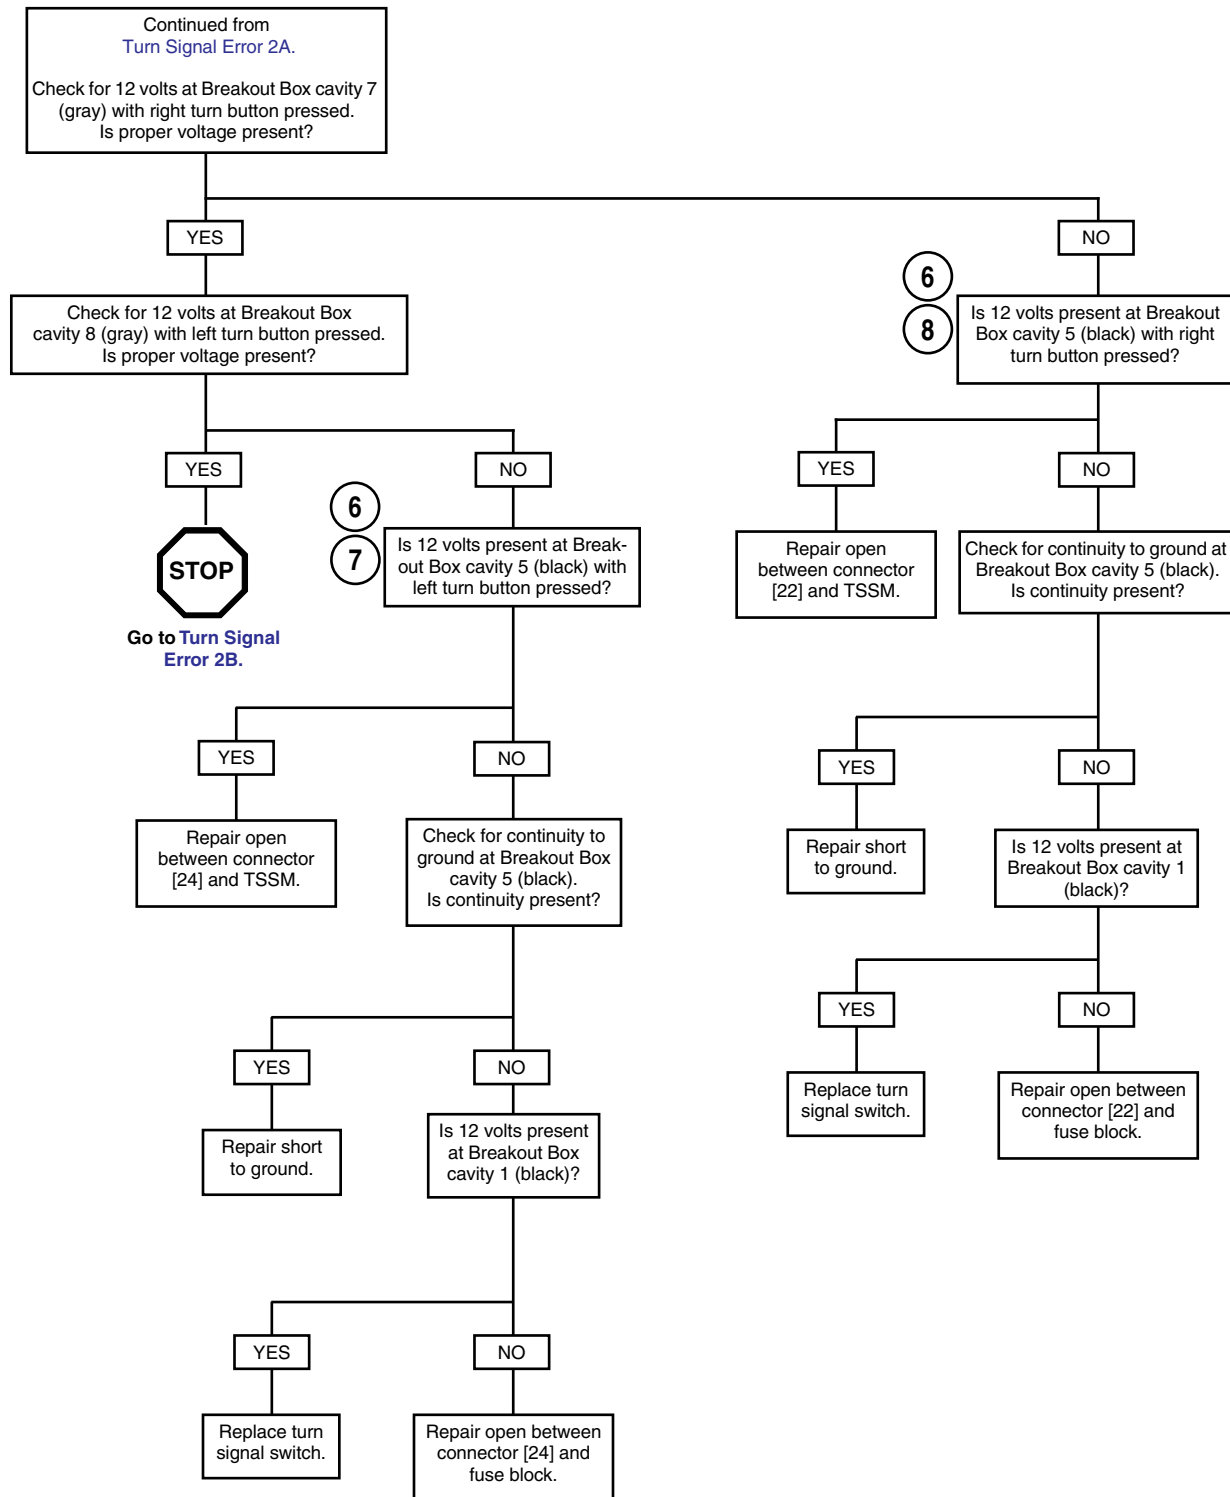 Continued from
Turn Signal Error 2A.
Check for 12 volts at Breakout Box cavity 7
(gray) with right turn button pressed.
Is proper voltage present?
YES
NO
Check for 12 volts at Breakout Box
cavity 8 (gray) with left turn button pressed.
Is proper voltage present?
6
8
Is 12 volts present at Breakout
Box cavity 5 (black) with right
turn button pressed?
YES
NO
YES
NO
STOP
Go to Turn Signal
Error 2B.
6
7
Is 12 volts present at Break-
out Box cavity 5 (black) with
left turn button pressed?
Repair open
between connector
[22] and TSSM.
Check for continuity to ground at
Breakout Box cavity 5 (black).
Is continuity present?
YES
NO
YES
NO
Repair open
between connector
[24] and TSSM.
Check for continuity to
ground at Breakout Box
cavity 5 (black).
Is continuity present?
Repair short
to ground.
Is 12 volts present at
Breakout Box cavity 1
(black)?
YES
NO
YES
NO
Repair short
to ground.
Is 12 volts present
at Breakout Box
cavity 1 (black)?
Replace turn
signal switch.
Repair open between
connector [22] and
fuse block.
YES
NO
Replace turn
signal switch.
Repair open between
connector [24] and
fuse block.